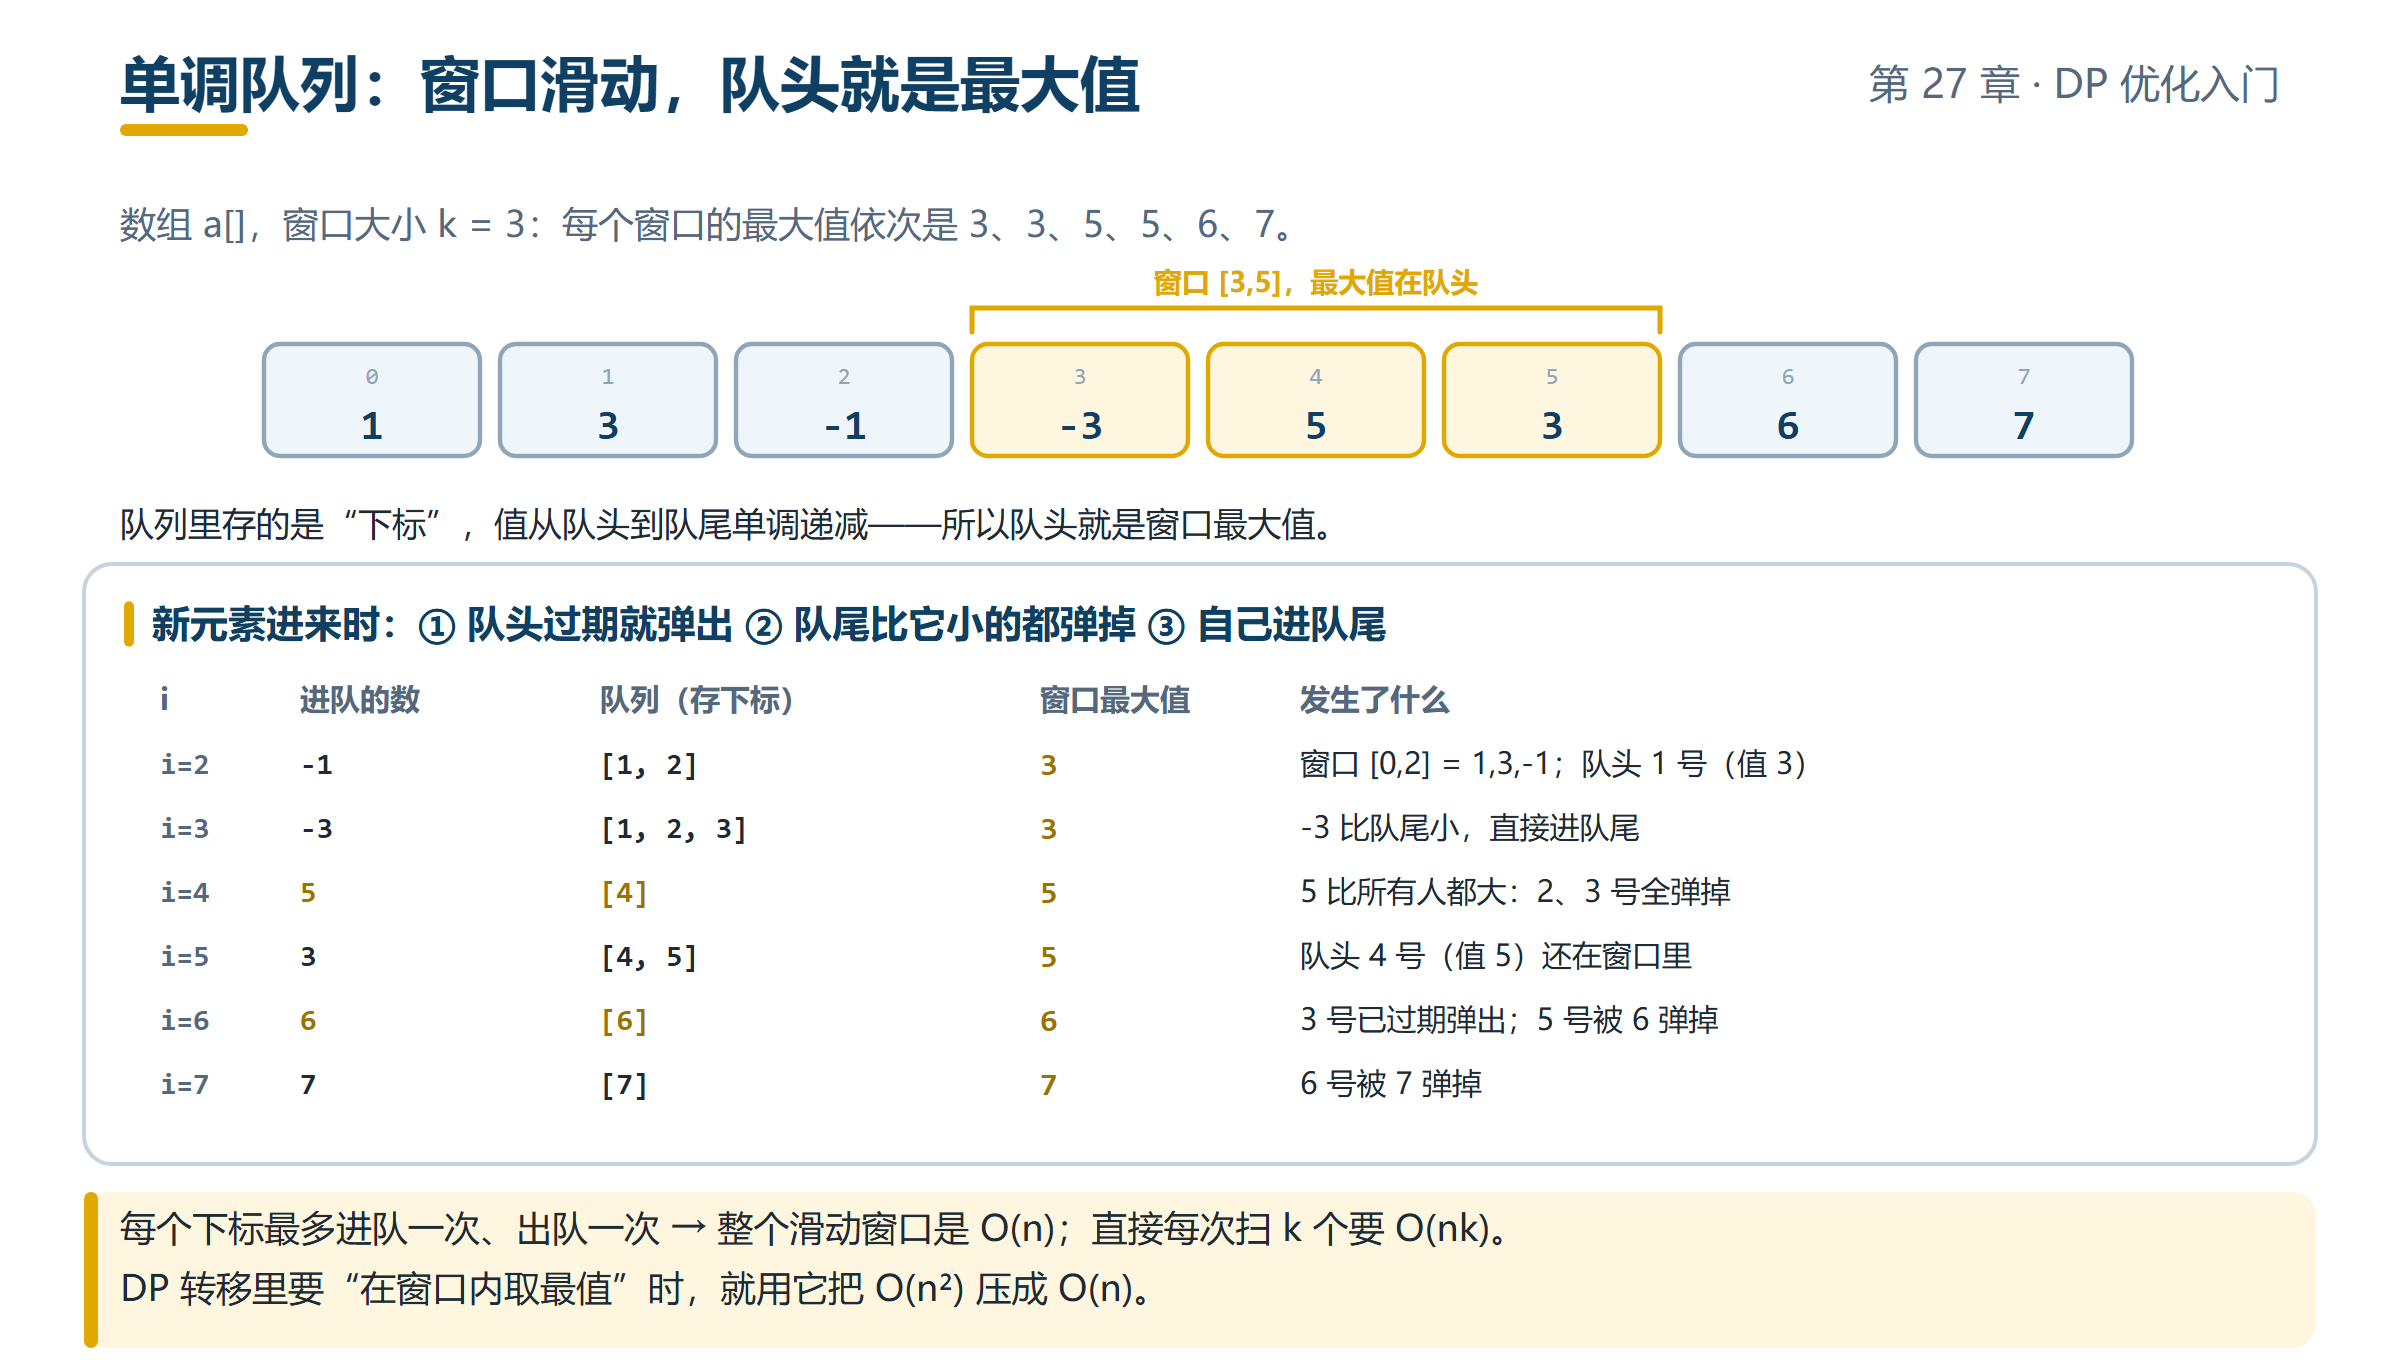 单调队列：窗口滑动，队头就是最大值
第 27 章 · DP 优化入门
数组 a[]，窗口大小 k = 3：每个窗口的最大值依次是 3、3、5、5、6、7。
窗口 [3,5]，最大值在队头
0 1 2 3 4 5 6 7
1 3 -1 -3 5 3 6 7
队列里存的是“下标”，值从队头到队尾单调递减——所以队头就是窗口最大值。
新元素进来时：① 队头过期就弹出 ② 队尾比它小的都弹掉 ③ 自己进队尾
i 进队的数 队列（存下标） 窗口最大值 发生了什么
i=2 -1 [1, 2] 3 窗口 [0,2] = 1,3,-1；队头 1 号（值 3）
i=3 -3 [1, 2, 3] 3 -3 比队尾小，直接进队尾
i=4 5 [4] 5 5 比所有人都大：2、3 号全弹掉
i=5 3 [4, 5] 5 队头 4 号（值 5）还在窗口里
i=6 6 [6] 6 3 号已过期弹出；5 号被 6 弹掉
i=7 7 [7] 7 6 号被 7 弹掉
每个下标最多进队一次、出队一次 → 整个滑动窗口是 O(n)；直接每次扫 k 个要 O(nk)。
DP 转移里要“在窗口内取最值”时，就用它把 O(n²) 压成 O(n)。